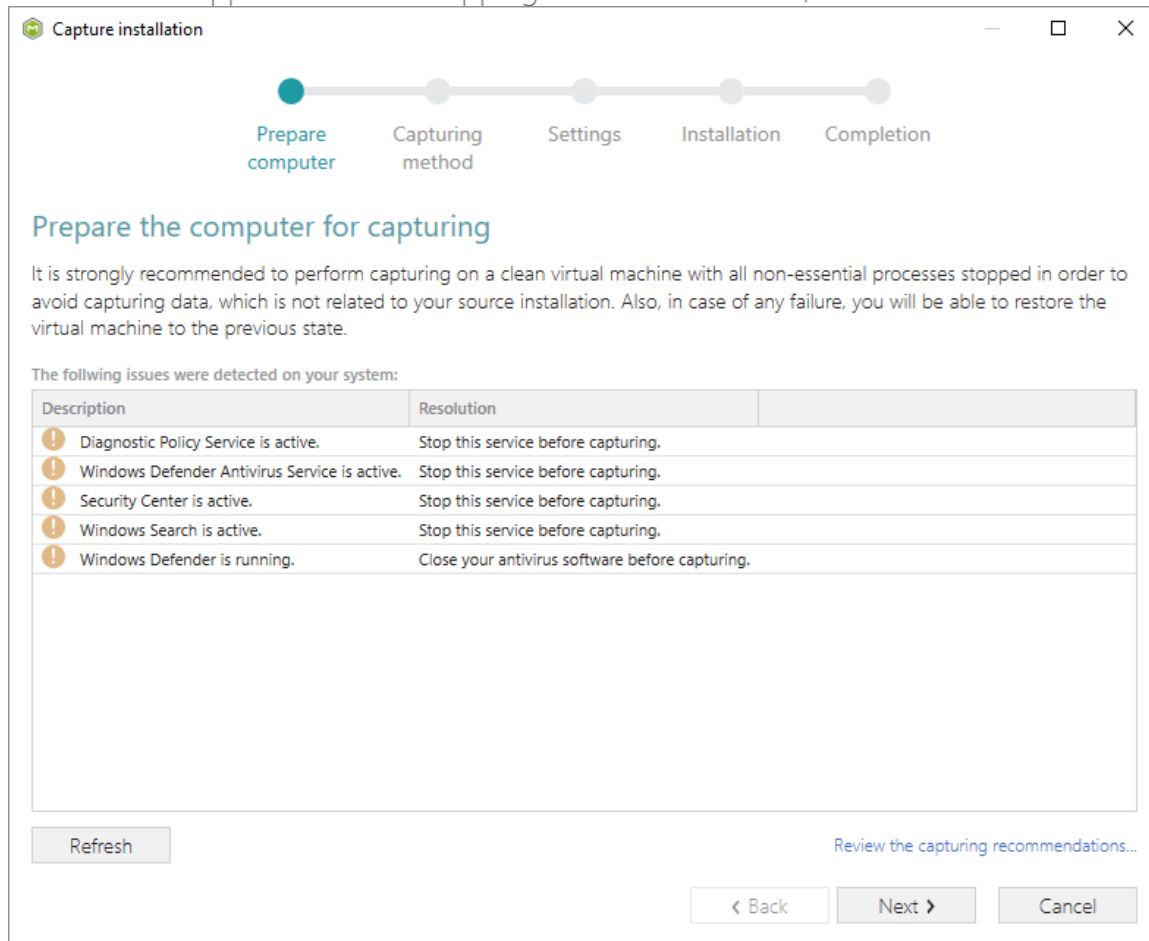 Capture installation
Prepare computer
Capturing method
Settings
Installation
Completion
Prepare the computer for capturing
It is strongly recommended to perform capturing on a clean virtual machine with all non-essential processes stopped in order to
avoid capturing data, which is not related to your source installation. Also, in case of any failure, you will be able to restore the
virtual machine to the previous state.
The follwing issues were detected on your system:
Description Resolution
Diagnostic Policy Service is active. Stop this service before capturing.
Windows Defender Antivirus Service is active. Stop this service before capturing.
Security Center is active. Stop this service before capturing.
Windows Search is active. Stop this service before capturing.
Windows Defender is running. Close your antivirus software before capturing.
Refresh
Review the capturing recommendations...
Back
Next
Cancel